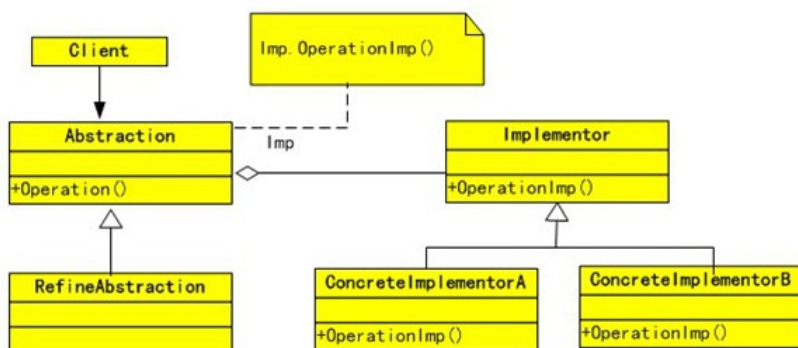 Client
Imp.OperationImp()
Abstraction
Imp
Implementor
+Operation()
+OperationImp()
RefineAbstraction
ConcreteImplementorA
ConcreteImplementorB
+OperationImp()
+OperationImp()